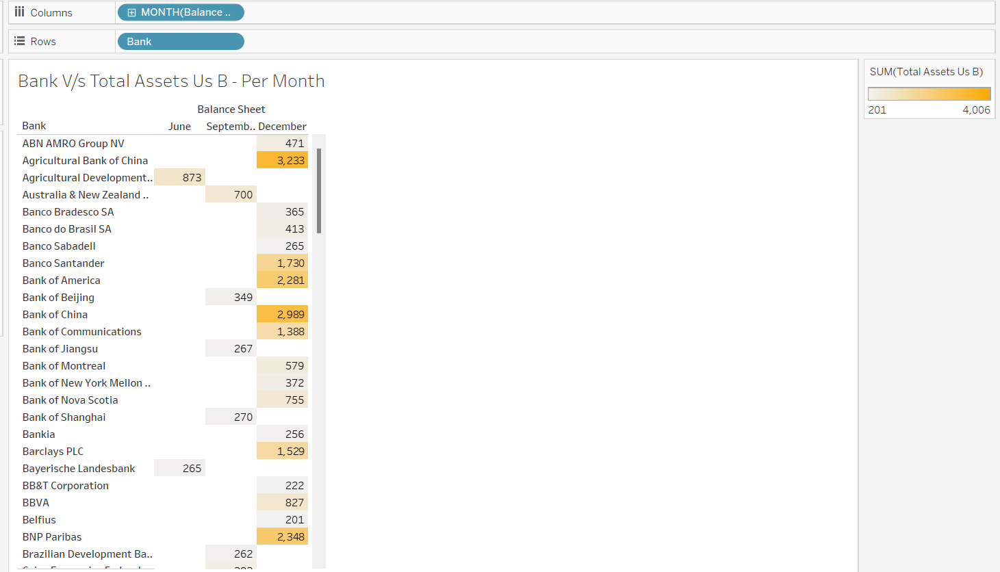 Columns MONTH(Balance ..
Rows Bank
Bank V/s Total Assets Us B - Per Month
SUM(Total Assets Us B)
201 4,006
Balance Sheet
Bank June Septemb.. December
ABN AMRO Group NV 471
Agricultural Bank of China 3,233
Agricultural Development.. 873
Australia & New Zealand .. 700
Banco Bradesco SA 365
Banco do Brasil SA 413
Banco Sabadell 265
Banco Santander 1,730
Bank of America 2,281
Bank of Beijing 349
Bank of China 2,989
Bank of Communications 1,388
Bank of Jiangsu 267
Bank of Montreal 579
Bank of New York Mellon .. 372
Bank of Nova Scotia 755
Bank of Shanghai 270
Bankia 256
Barclays PLC 1,529
Bayerische Landesbank 265
BB&T Corporation 222
BBVA 827
Belfius 201
BNP Paribas 2,348
Brazilian Development Ba.. 262